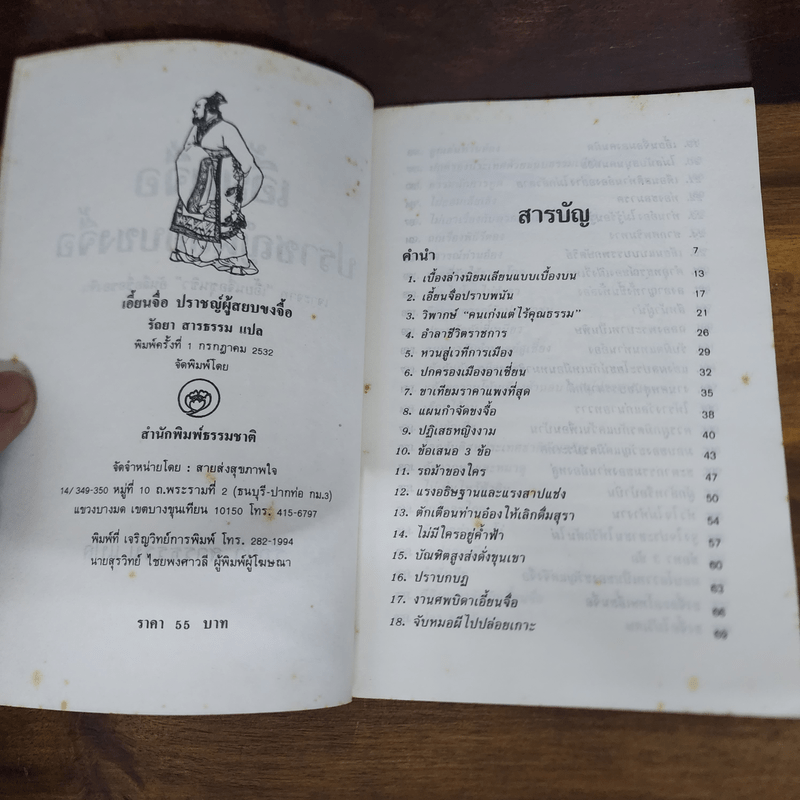 เอี้ยนจื่อ ปราชญ์ผู้สยบขงจื้อ
รัถยา สารธรรม แปล
พิมพ์ครั้งที่ 1 กรกฎาคม 2532
จัดพิมพ์โดย
สำนักพิมพ์ธรรมชาติ
จัดจำหน่ายโดย : สายส่งสุขภาพใจ
14/349-350 หมู่ที่ 10 ถ.พระรามที่ 2 (ธนบุรี-ปากท่อ กม.3)
แขวงบางมด เขตบางขุนเทียน 10150 โทร. 415-6797
พิมพ์ที่ เจริญวิทย์การพิมพ์ โทร. 282-1994
นายสุรวิทย์ ไชยพงศาวลี ผู้พิมพ์ผู้โฆษณา
ราคา 55 บาท
สารบัญ
คำนำ 7
1. เบื้องล่างนิยมเลียนแบบเบื้องบน 13
2. เอี้ยนจื่อปราบพนัน 17
3. วิพากษ์ "คนเก่งแต่ไร้คุณธรรม" 21
4. อำลาชีวิตราชการ 26
5. หวนสู่เวทีการเมือง 29
6. ปกครองเมืองอาเซี่ยน 32
7. ขาเทียมราคาแพงที่สุด 35
8. แผนกำจัดขงจื้อ 38
9. ปฏิเสธหญิงงาม 40
10. ข้อเสนอ 3 ข้อ 43
11. รถม้าของใคร 47
12. แรงอธิษฐานและแรงสาปแช่ง 50
13. ตักเตือนท่านอ๋องให้เลิกดื่มสุรา 54
14. ไม่มีใครอยู่ค้ำฟ้า 57
15. บัณฑิตสูงส่งดั่งขุนเขา 60
16. ปราบกบฏ 63
17. งานศพบิดาเอี้ยนจื่อ 66
18. จับหมอผีไปปล่อยเกาะ 69